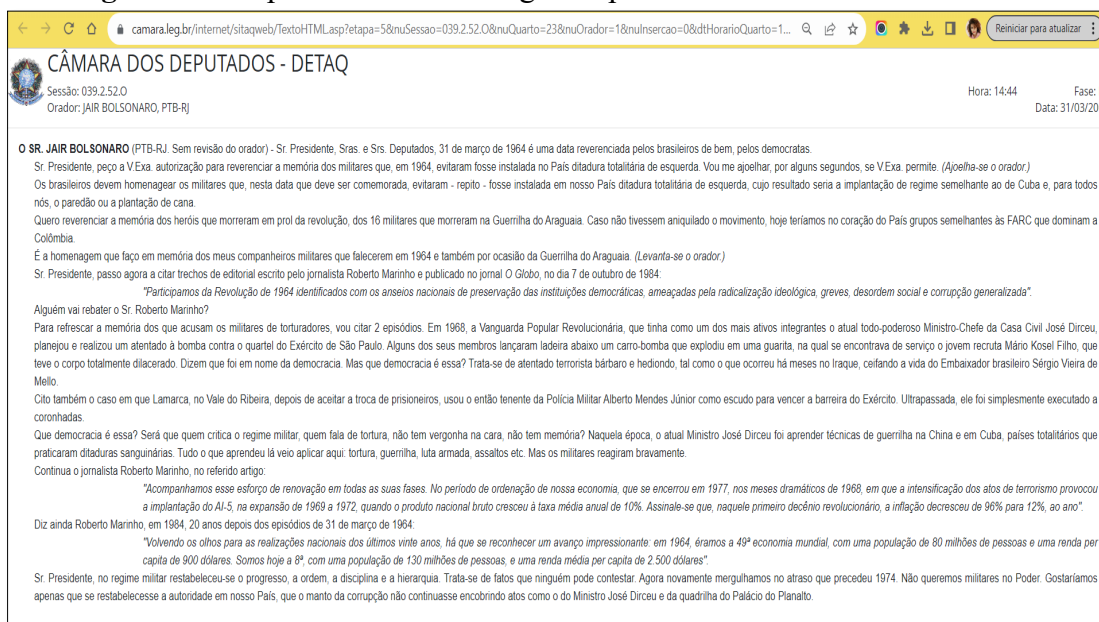 camara.leg.br/internet/sitaqweb/TextoHTML.asp?etapa=5&nuSessao=039.2.52.O&nuQuarto=23&nuOrador=1&nuInsercao=0&dtHorarioQuarto=1...
Reiniciar para atualizar
CÂMARA DOS DEPUTADOS - DETAQ
Sessão: 039.2.52.O
Hora: 14:44
Fase:
Orador: JAIR BOLSONARO, PTB-RJ
Data: 31/03/20
O SR. JAIR BOLSONARO (PTB-RJ. Sem revisão do orador) - Sr. Presidente, Sras. e Srs. Deputados, 31 de março de 1964 é uma data reverenciada pelos brasileiros de bem, pelos democratas.
Sr. Presidente, peço a V.Exa. autorização para reverenciar a memória dos militares que, em 1964, evitaram fosse instalada no País ditadura totalitária de esquerda. Vou me ajoelhar, por alguns segundos, se V.Exa. permite. (Ajoelha-se o orador.)
Os brasileiros devem homenagear os militares que, nesta data que deve ser comemorada, evitaram - repito - fosse instalada em nosso País ditadura totalitária de esquerda, cujo resultado seria a implantação de regime semelhante ao de Cuba e, para todos
nós, o paredão ou a plantação de cana.
Quero reverenciar a memória dos heróis que morreram em prol da revolução, dos 16 militares que morreram na Guerrilha do Araguaia. Caso não tivessem aniquilado o movimento, hoje teríamos no coração do País grupos semelhantes às FARC que dominam a
Colômbia.
É a homenagem que faço em memória dos meus companheiros militares que falecerem em 1964 e também por ocasião da Guerrilha do Araguaia. (Levanta-se o orador.)
Sr. Presidente, passo agora a citar trechos de editorial escrito pelo jornalista Roberto Marinho e publicado no jornal O Globo, no dia 7 de outubro de 1984:
"Participamos da Revolução de 1964 identificados com os anseios nacionais de preservação das instituições democráticas, ameaçadas pela radicalização ideológica, greves, desordem social e corrupção generalizada".
Alguém vai rebater o Sr. Roberto Marinho?
Para refrescar a memória dos que acusam os militares de torturadores, vou citar 2 episódios. Em 1968, a Vanguarda Popular Revolucionária, que tinha como um dos mais ativos integrantes o atual todo-poderoso Ministro-Chefe da Casa Civil José Dirceu,
planejou e realizou um atentado à bomba contra o quartel do Exército de São Paulo. Alguns dos seus membros lançaram ladeira abaixo um carro-bomba que explodiu em uma guarita, na qual se encontrava de serviço o jovem recruta Mário Kosel Filho, que
teve o corpo totalmente dilacerado. Dizem que foi em nome da democracia. Mas que democracia é essa? Trata-se de atentado terrorista bárbaro e hediondo, tal como o que ocorreu há meses no Iraque, ceifando a vida do Embaixador brasileiro Sérgio Vieira de
Mello.
Cito também o caso em que Lamarca, no Vale do Ribeira, depois de aceitar a troca de prisioneiros, usou o então tenente da Polícia Militar Alberto Mendes Júnior como escudo para vencer a barreira do Exército. Ultrapassada, ele foi simplesmente executado a
coronhadas.
Que democracia é essa? Será que quem critica o regime militar, quem fala de tortura, não tem vergonha na cara, não tem memória? Naquela época, o atual Ministro José Dirceu foi aprender técnicas de guerrilha na China e em Cuba, países totalitários que
praticaram ditaduras sanguinárias. Tudo o que aprendeu lá veio aplicar aqui: tortura, guerrilha, luta armada, assaltos etc. Mas os militares reagiram bravamente.
Continua o jornalista Roberto Marinho, no referido artigo:
"Acompanhamos esse esforço de renovação em todas as suas fases. No período de ordenação de nossa economia, que se encerrou em 1977, nos meses dramáticos de 1968, em que a intensificação dos atos de terrorismo provocou
a implantação do AI-5, na expansão de 1969 a 1972, quando o produto nacional bruto cresceu à taxa média anual de 10%. Assinale-se que, naquele primeiro decênio revolucionário, a inflação decresceu de 96% para 12%, ao ano".
Diz ainda Roberto Marinho, em 1984, 20 anos depois dos episódios de 31 de março de 1964:
"Volvendo os olhos para as realizações nacionais dos últimos vinte anos, há que se reconhecer um avanço impressionante: em 1964, éramos a 49ª economia mundial, com uma população de 80 milhões de pessoas e uma renda per
capita de 900 dólares. Somos hoje a 8ª, com uma população de 130 milhões de pessoas, e uma renda média per capita de 2.500 dólares".
Sr. Presidente, no regime militar restabeleceu-se o progresso, a ordem, a disciplina e a hierarquia. Trata-se de fatos que ninguém pode contestar. Agora novamente mergulhamos no atraso que precedeu 1974. Não queremos militares no Poder. Gostaríamos
apenas que se restabelecesse a autoridade em nosso País, que o manto da corrupção não continuasse encobrindo atos como o do Ministro José Dirceu e da quadrilha do Palácio do Planalto.